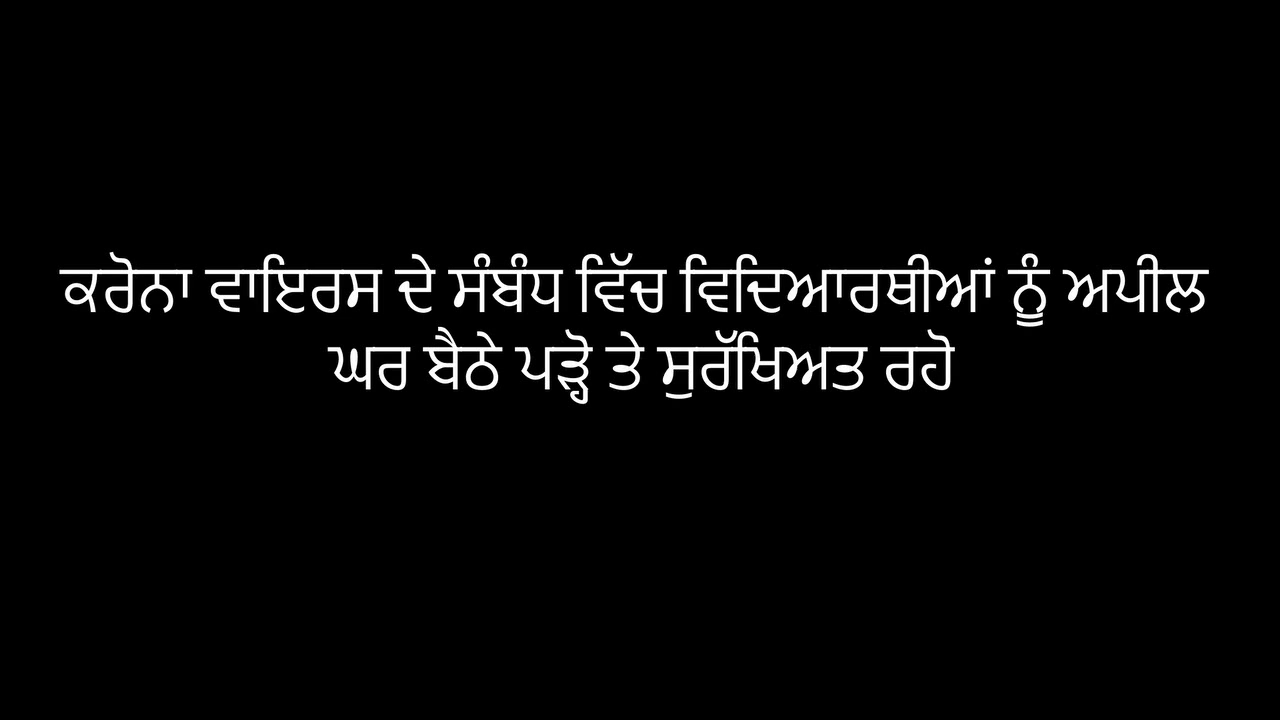 ਕਰੋਨਾ ਵਾਇਰਸ ਦੇ ਸੰਬੰਧ ਵਿੱਚ ਵਿਦਿਆਰਥੀਆਂ ਨੂੰ ਅਪੀਲ
ਘਰ ਬੈਠੇ ਪੜ੍ਹੋ ਤੇ ਸੁਰੱਖਿਅਤ ਰਹੋ